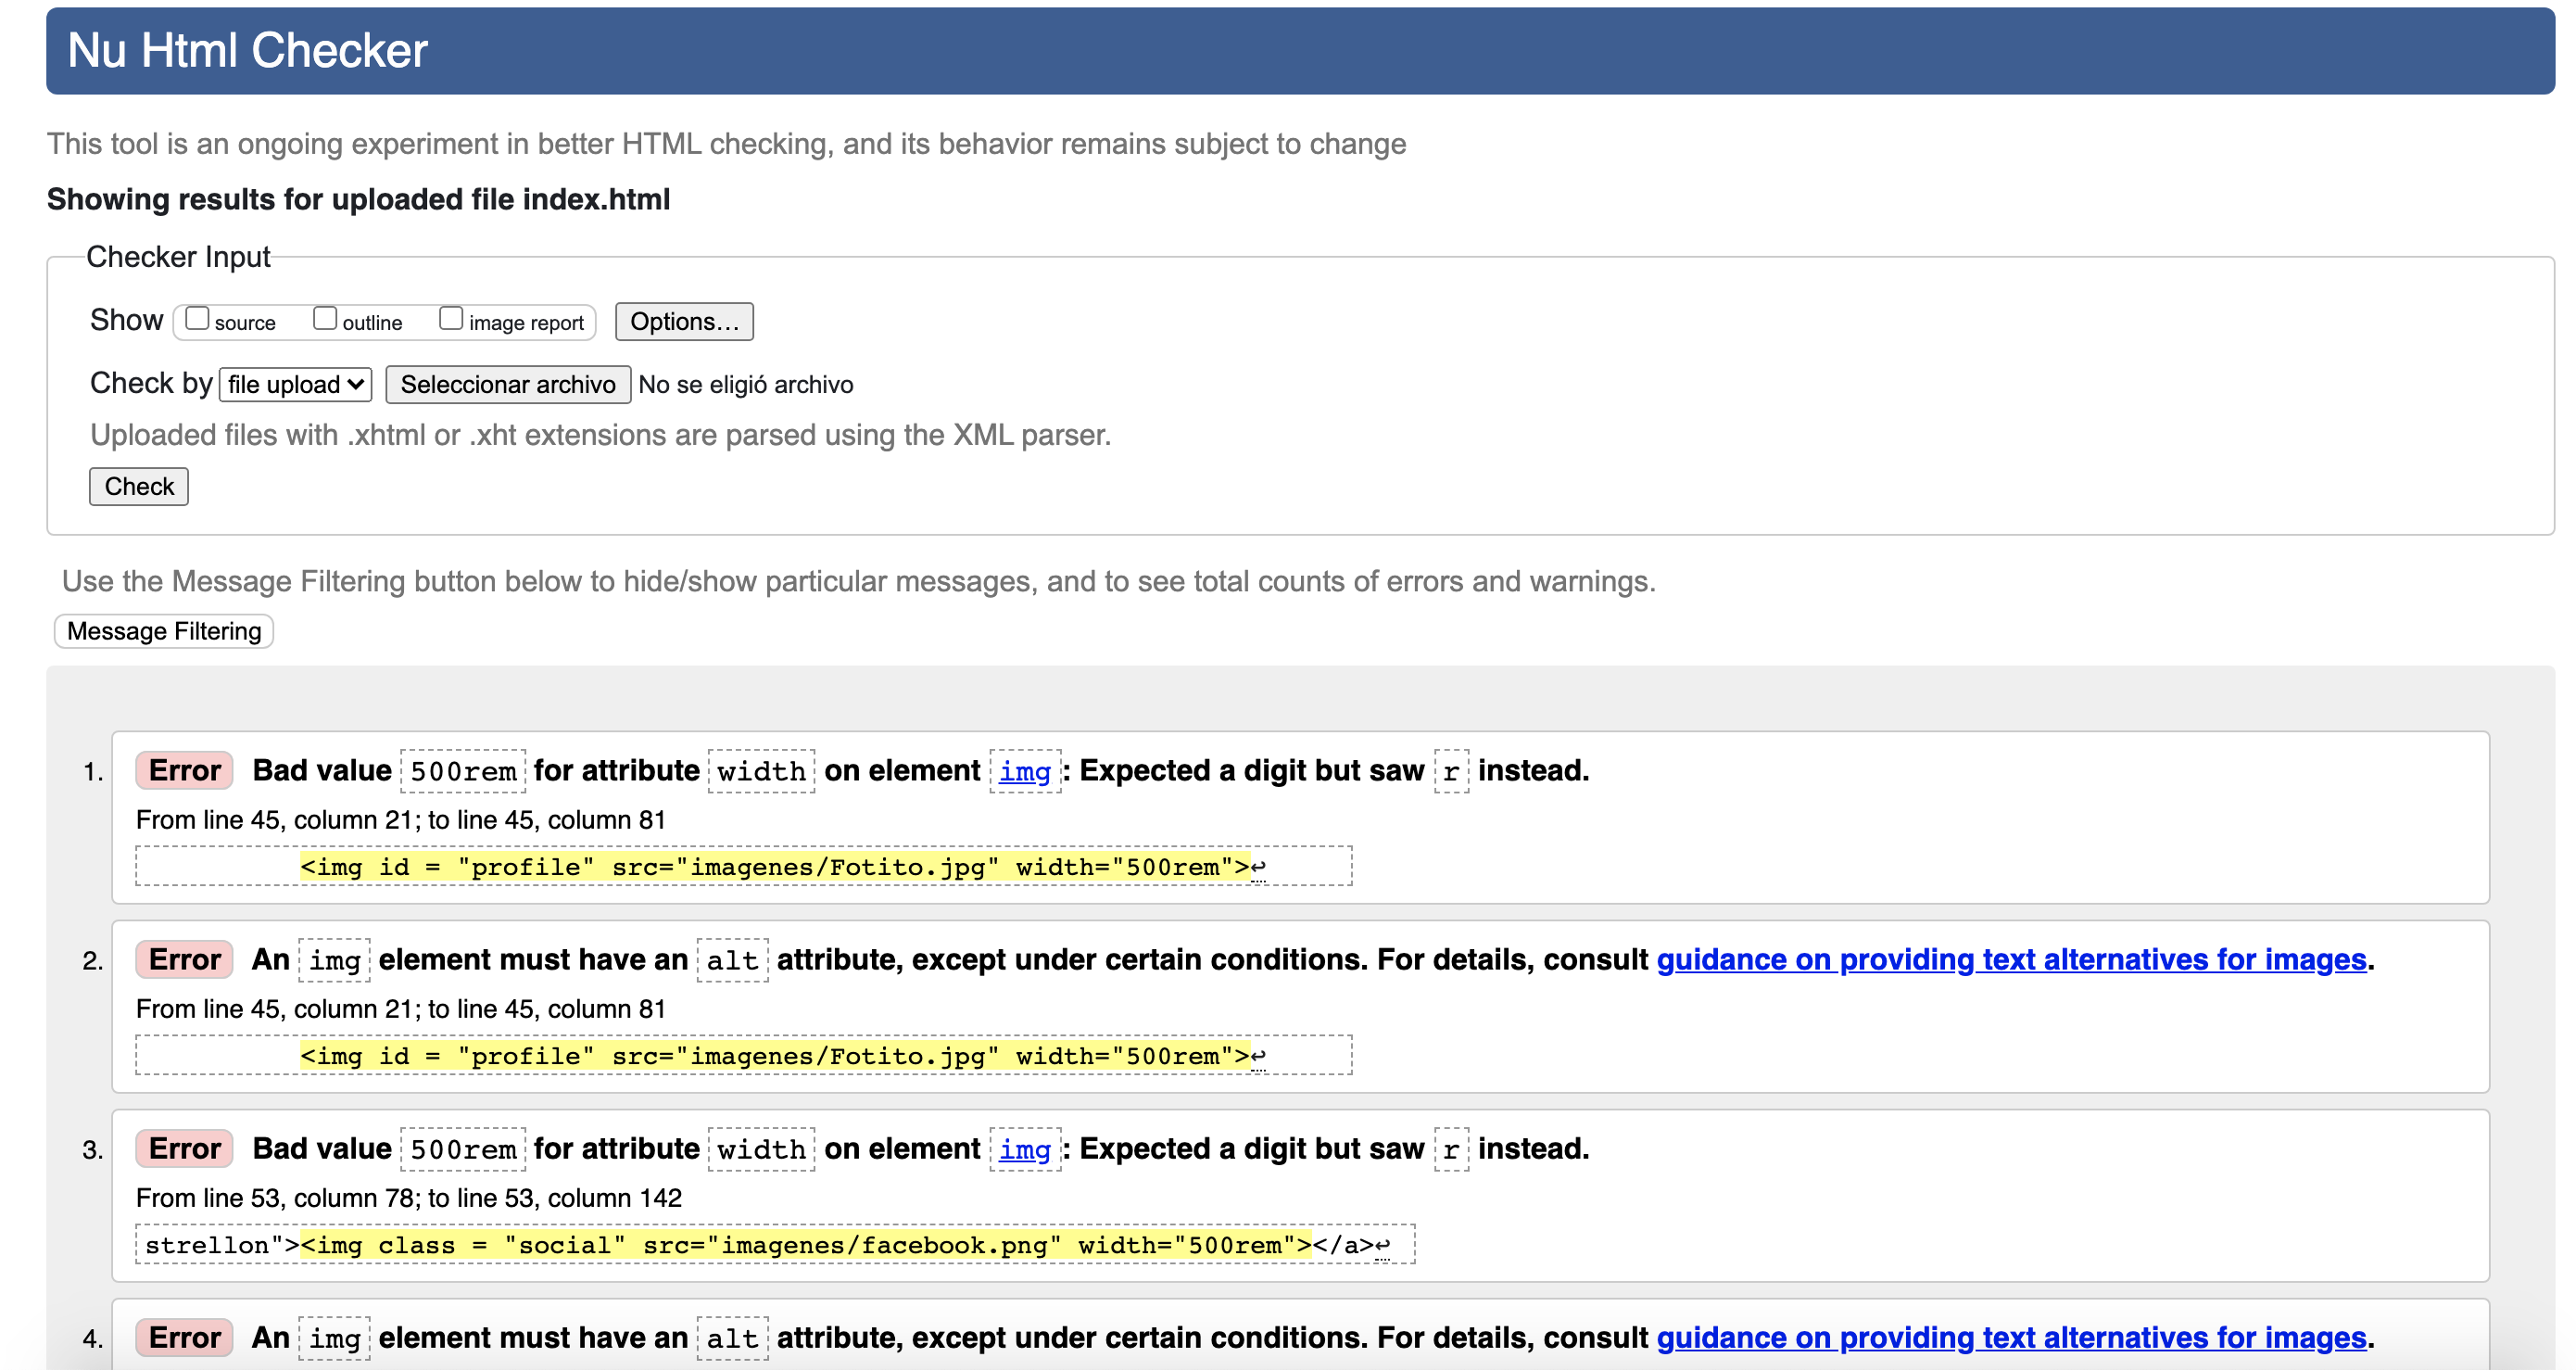 Nu Html Checker
This tool is an ongoing experiment in better HTML checking, and its behavior remains subject to change
Showing results for uploaded file index.html
Checker Input
Show source outline image report Options...
Check by file upload Seleccionar archivo No se eligió archivo
Uploaded files with .xhtml or .xht extensions are parsed using the XML parser.
Check
Use the Message Filtering button below to hide/show particular messages, and to see total counts of errors and warnings.
Message Filtering
1. Error Bad value 500rem for attribute width on element img: Expected a digit but saw r instead.
From line 45, column 21; to line 45, column 81
<img id = "profile" src="imagenes/Fotito.jpg" width="500rem">↩
2. Error An img element must have an alt attribute, except under certain conditions. For details, consult guidance on providing text alternatives for images.
From line 45, column 21; to line 45, column 81
<img id = "profile" src="imagenes/Fotito.jpg" width="500rem">↩
3. Error Bad value 500rem for attribute width on element img: Expected a digit but saw r instead.
From line 53, column 78; to line 53, column 142
strellon"><img class = "social" src="imagenes/facebook.png" width="500rem"></a>↩
4. Error An img element must have an alt attribute, except under certain conditions. For details, consult guidance on providing text alternatives for images.